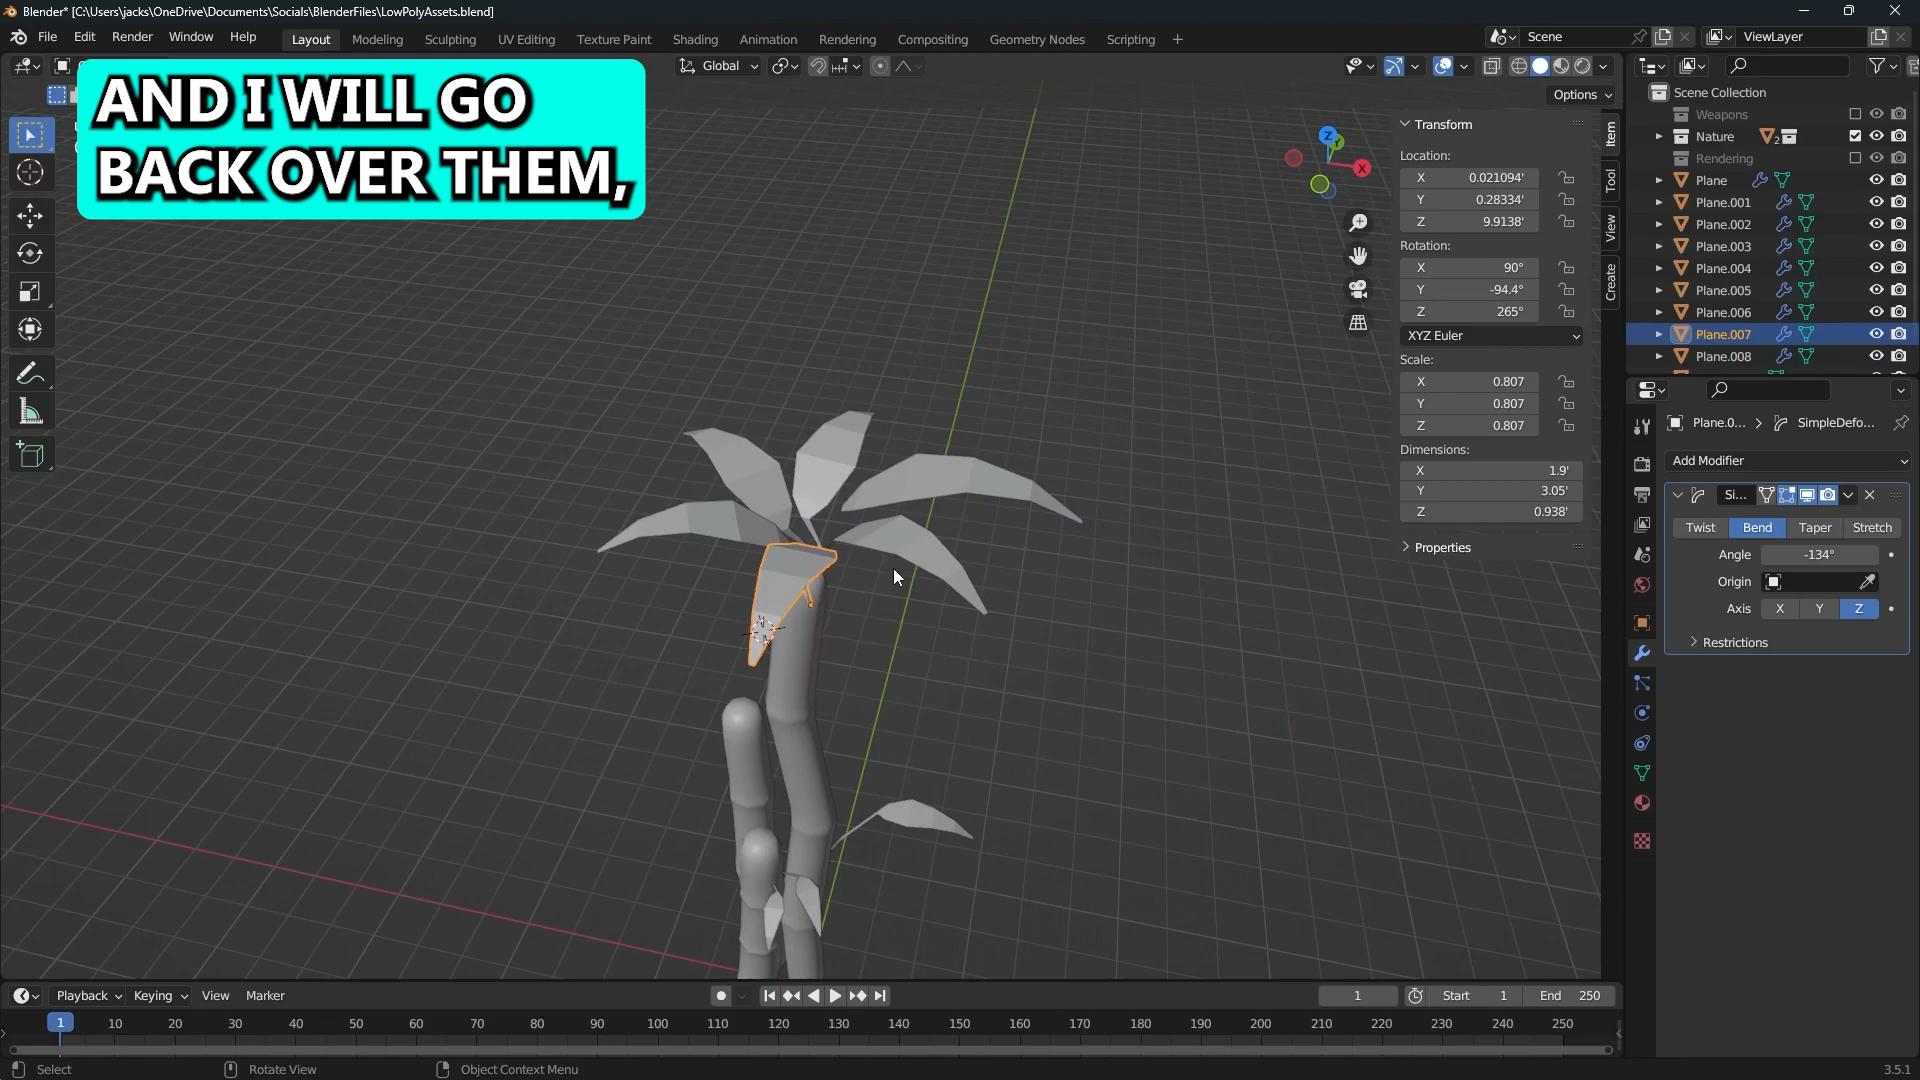 Blender* [C:\Users\jacks\OneDrive\Documents\Socials\BlenderFiles\LowPolyAssets.blend]
File Edit Render Window Help Layout Modeling Sculpting UV Editing Texture Paint Shading Animation Rendering Compositing Geometry Nodes Scripting + Scene ViewLayer
Global
Options
AND I WILL GO
BACK OVER THEM,
Z
X
Item
Tool
View
Create
Transform
Location:
X 0.021094'
Y 0.28334'
Z 9.9138'
Rotation:
X 90°
Y -94.4°
Z 265°
XYZ Euler
Scale:
X 0.807
Y 0.807
Z 0.807
Dimensions:
X 1.9'
Y 3.05'
Z 0.938'
Properties
Scene Collection
Weapons
Nature 2
Rendering
Plane
Plane.001
Plane.002
Plane.003
Plane.004
Plane.005
Plane.006
Plane.007
Plane.008
Plane.0... SimpleDefo...
Add Modifier
Si...
Twist Bend Taper Stretch
Angle -134°
Origin
Axis X Y Z
Restrictions
Playback Keying View Marker 1 Start 1 End 250
1 10 20 30 40 50 60 70 80 90 100 110 120 130 140 150 160 170 180 190 200 210 220 230 240 250
Select Rotate View Object Context Menu 3.5.1